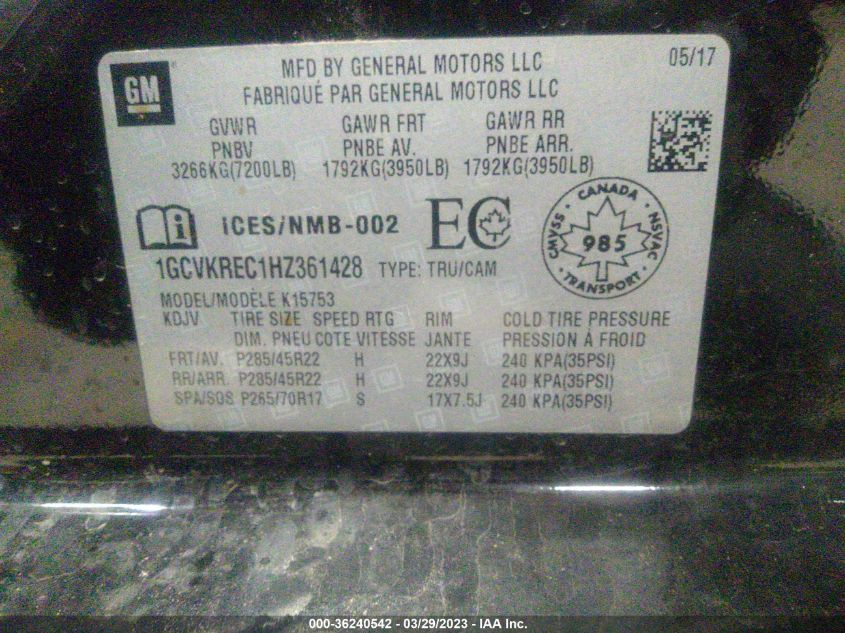 GM
MFD BY GENERAL MOTORS LLC
05/17
FABRIQUÉ PAR GENERAL MOTORS LLC
GVWR GAWR FRT GAWR RR
PNBV PNBE AV. PNBE ARR.
3266KG(7200LB) 1792KG(3950LB) 1792KG(3950LB)
i ICES/NMB-002 EC
CANADA
CMVSS 985 NSVAC
TRANSPORT
1GCVKREC1HZ361428 TYPE: TRU/CAM
MODEL/MODÈLE K15753
KDJV TIRE SIZE SPEED RTG RIM COLD TIRE PRESSURE
DIM. PNEU COTE VITESSE JANTE PRESSION À FROID
FRT/AV. P285/45R22 H 22X9J 240 KPA(35PSI)
RR/ARR. P285/45R22 H 22X9J 240 KPA(35PSI)
SPA/SOS P265/70R17 S 17X7.5J 240 KPA(35PSI)
000-36240542 - 03/29/2023 - IAA Inc.